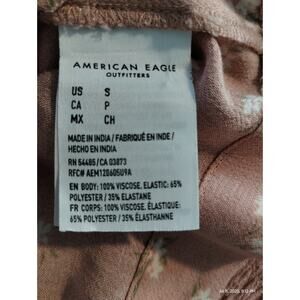 AMERICAN EAGLE
OUTFITTERS
US S
CA P
MX CH
MADE IN INDIA / FABRIQUÉ EN INDE /
HECHO EN INDIA
RN 54485/CA 03873
RFC# AEM120605U9A
EN BODY: 100% VISCOSE, ELASTIC: 65%
POLYESTER / 35% ELASTANE
FR CORPS: 100% VISCOSE, ÉLASTIQUE:
65% POLYESTER / 35% ÉLASTHANNE